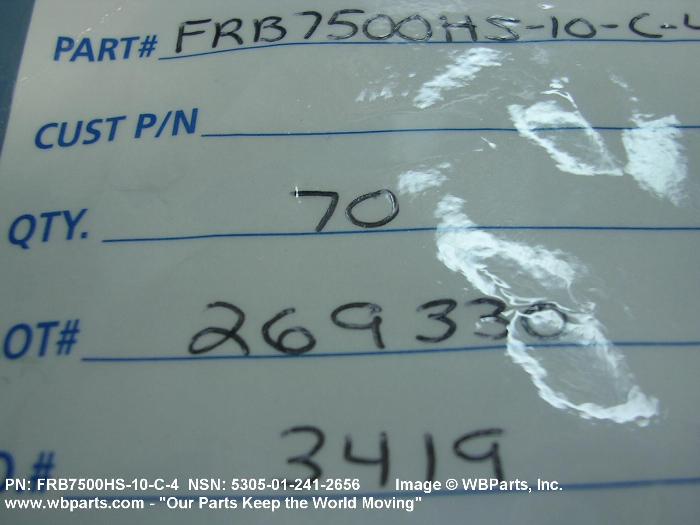 PART# FRB7500HS-10-C-4
CUST P/N
QTY. 70
OT# 269330
.# 3419
PN: FRB7500HS-10-C-4 NSN: 5305-01-241-2656 Image © WBParts, Inc.
www.wbparts.com - "Our Parts Keep the World Moving"